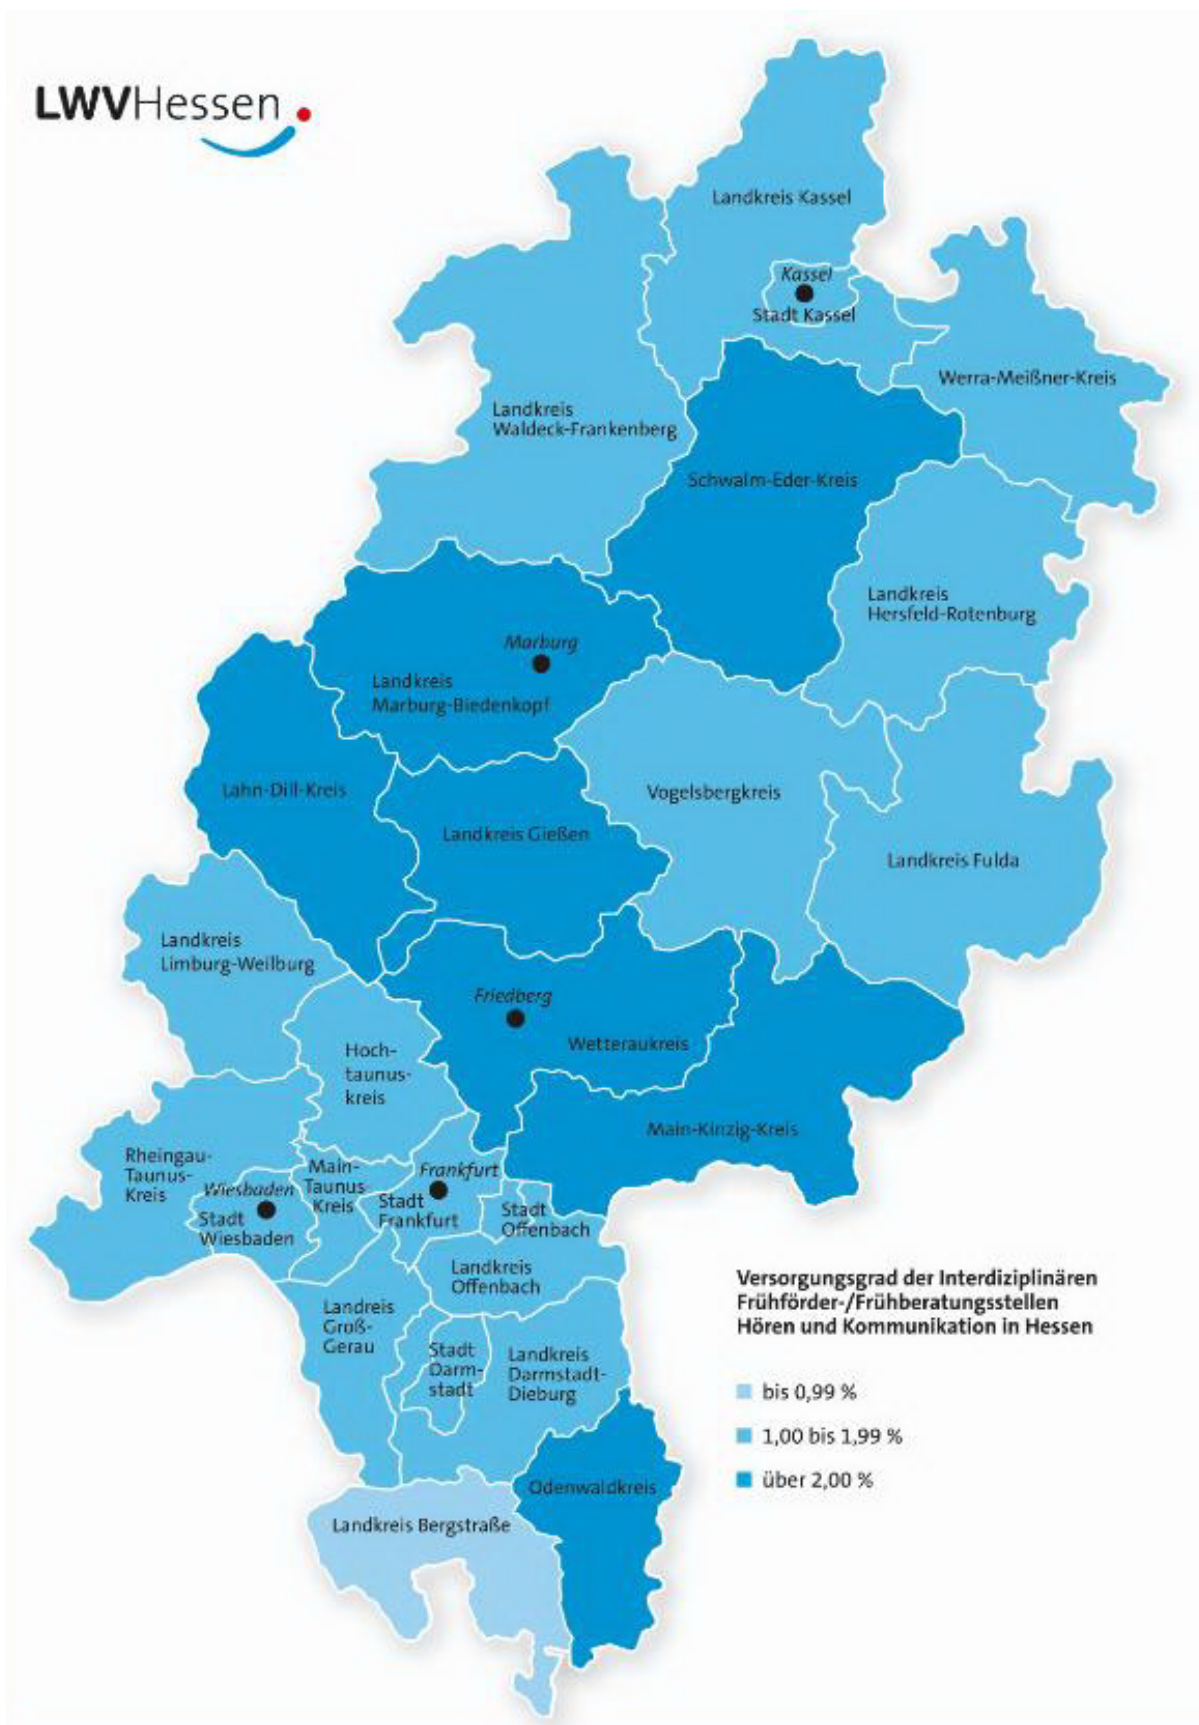 LWVHessen
Landkreis Kassel
Kassel
Stadt Kassel
Werra-Meißner-Kreis
Landkreis
Waldeck-Frankenberg
Schwalm-Eder-Kreis
Landkreis
Hersfeld-Rotenburg
Marburg
Landkreis
Marburg-Biedenkopf
Lahn-Dill-Kreis
Vogelsbergkreis
Landkreis Gießen
Landkreis Fulda
Landkreis
Limburg-Weilburg
Friedberg
Wetteraukreis
Hoch-
taunus-
kreis
Main-Kinzig-Kreis
Rheingau-
Taunus-
Kreis
Wiesbaden
Stadt
Wiesbaden
Main-
Taunus-
Kreis
Frankfurt
Stadt
Frankfurt
Stadt
Offenbach
Landkreis
Offenbach
Landreis
Groß-
Gerau
Stadt
Darm-
stadt
Landkreis
Darmstadt-
Dieburg
Odenwaldkreis
Landkreis Bergstraße
Versorgungsgrad der Interdiziplinären
Frühförder-/Frühberatungsstellen
Hören und Kommunikation in Hessen
bis 0,99 %
1,00 bis 1,99 %
über 2,00 %